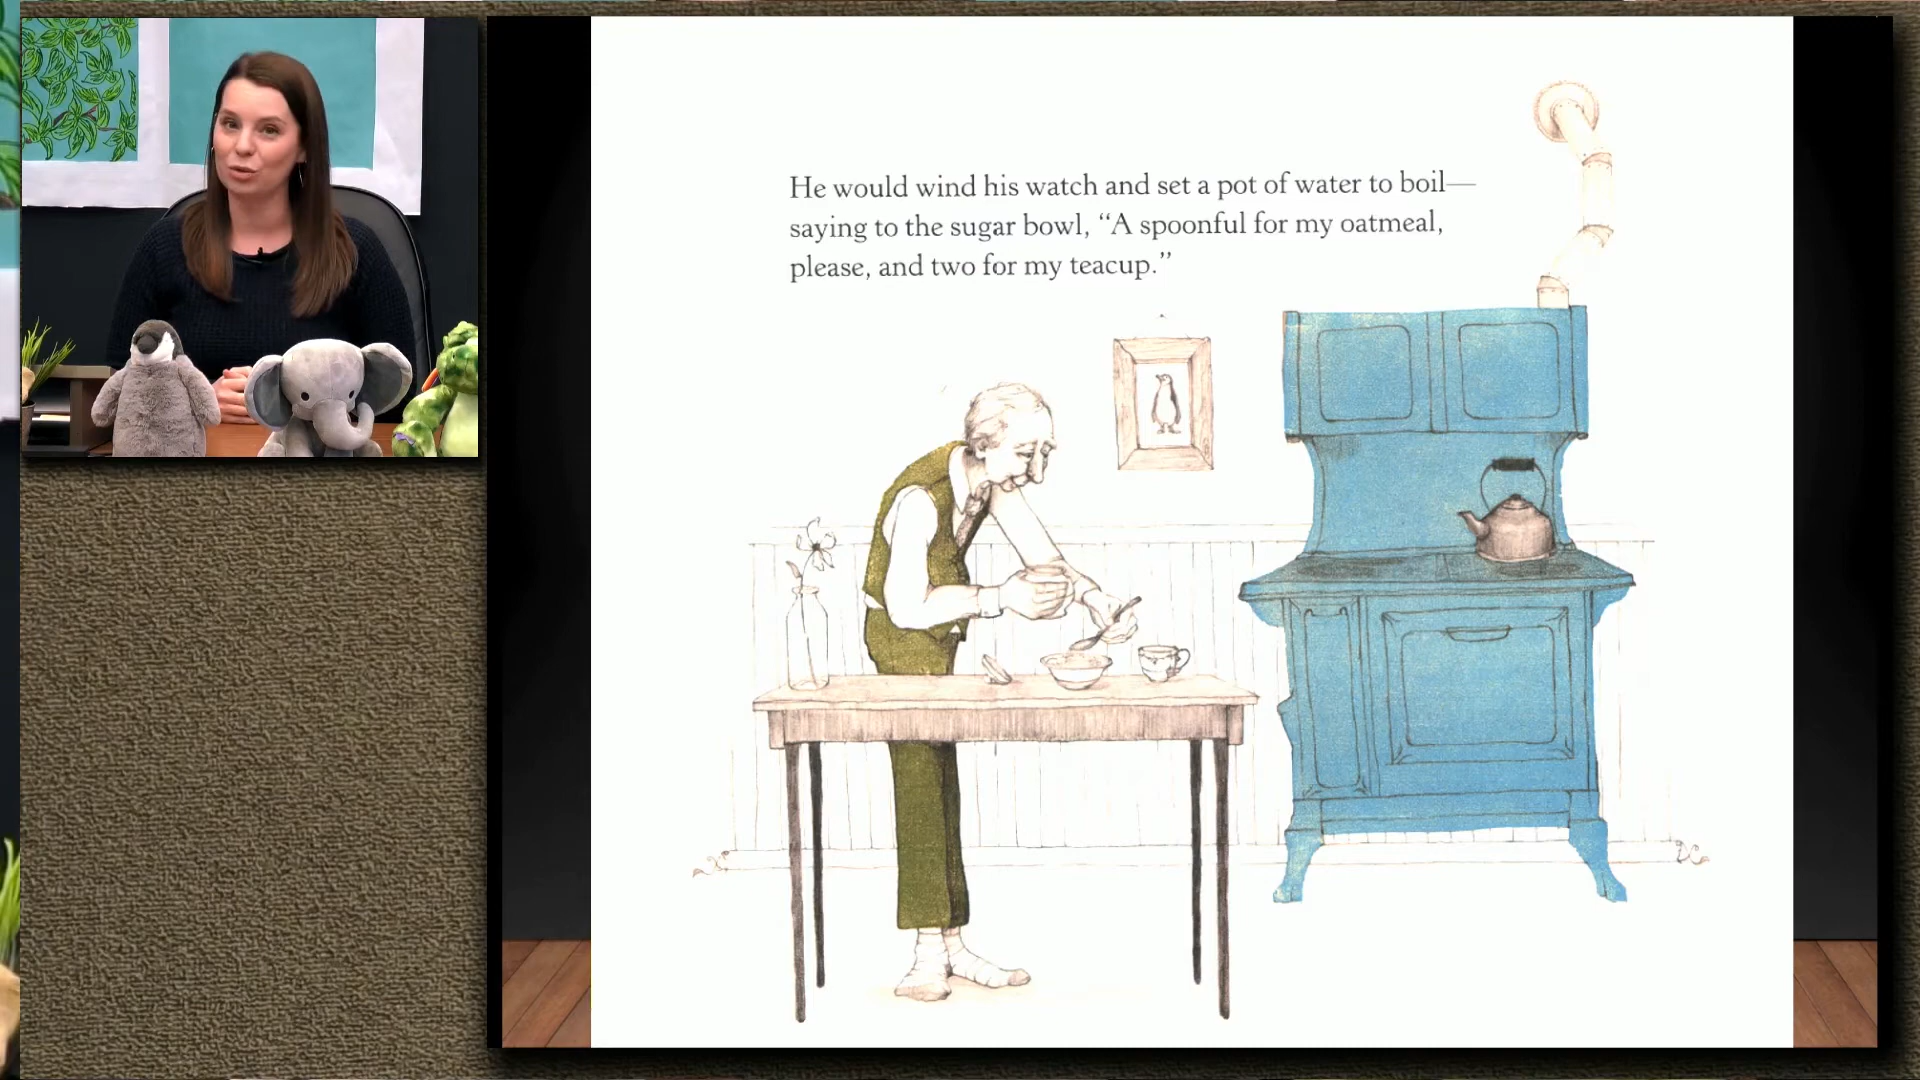 He would wind his watch and set a pot of water to boil—
saying to the sugar bowl, “A spoonful for my oatmeal,
please, and two for my teacup.”